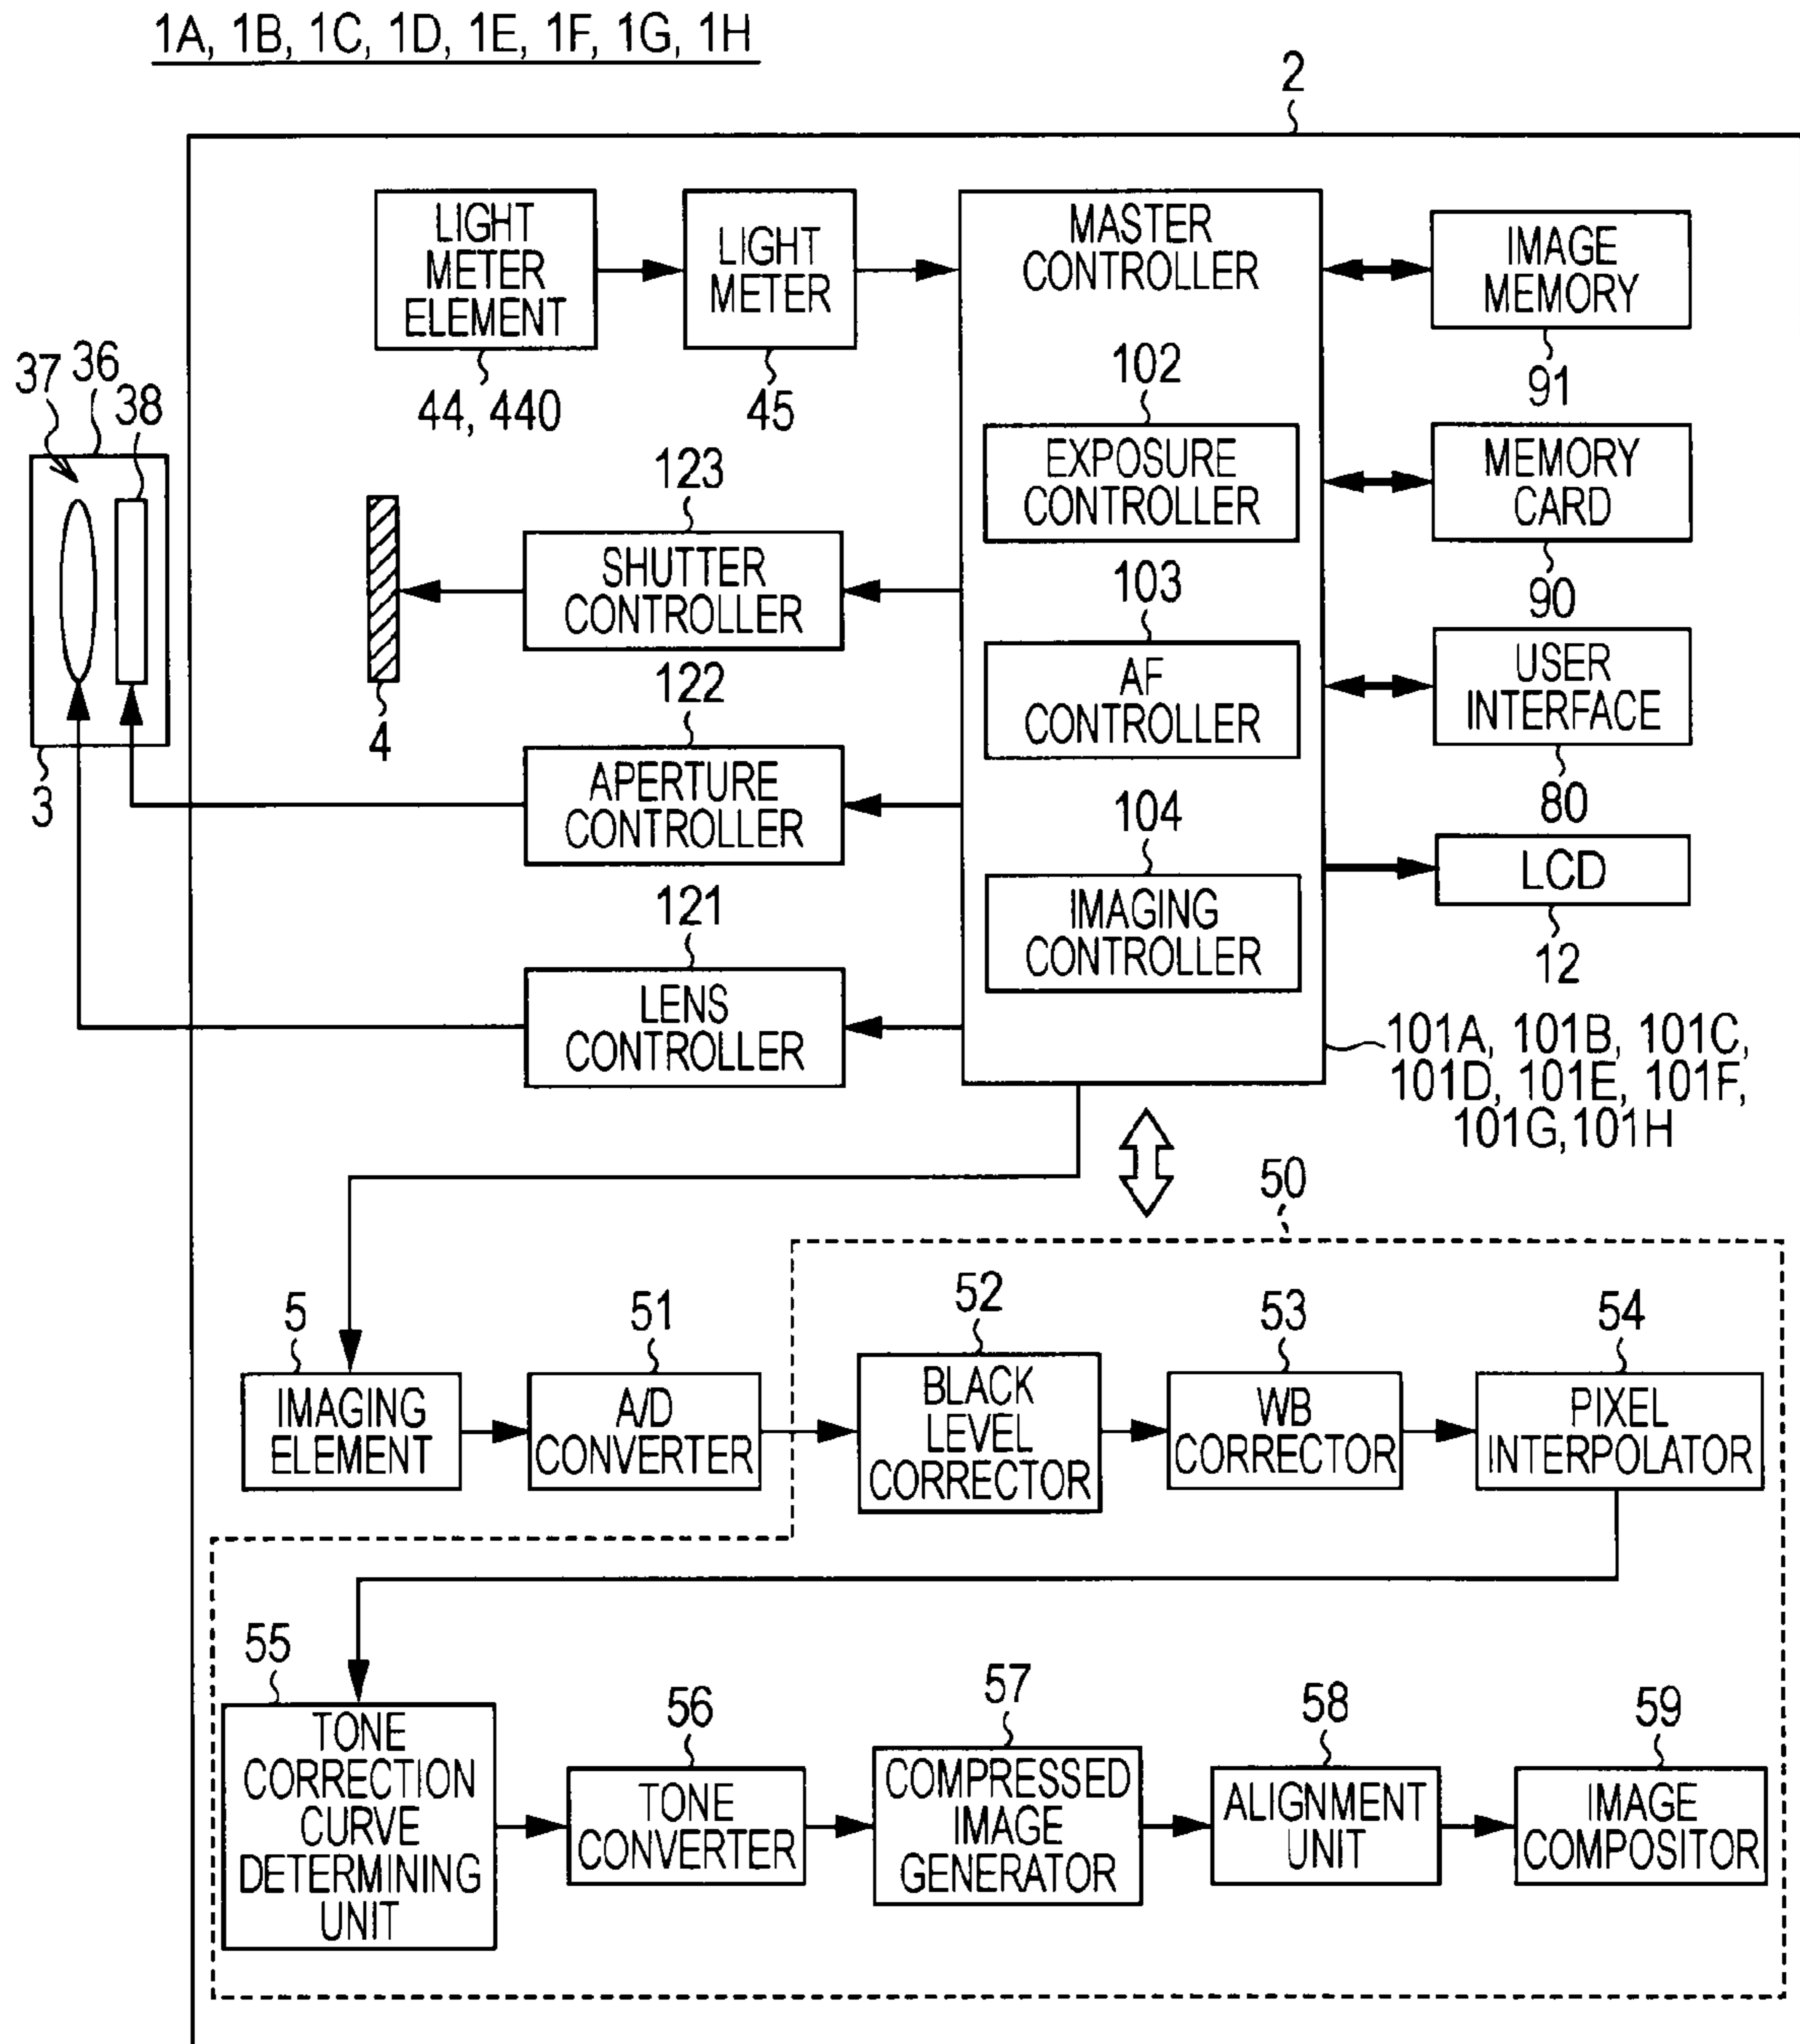 1A, 1B, 1C, 1D, 1E, 1F, 1G, 1H
2
LIGHT
METER
ELEMENT
44, 440
LIGHT
METER
45
MASTER
CONTROLLER
IMAGE
MEMORY
91
102
EXPOSURE
CONTROLLER
MEMORY
CARD
90
37
36
38
3
123
SHUTTER
CONTROLLER
4
103
AF
CONTROLLER
USER
INTERFACE
80
122
APERTURE
CONTROLLER
104
IMAGING
CONTROLLER
LCD
12
121
LENS
CONTROLLER
101A, 101B, 101C,
101D, 101E, 101F,
101G, 101H
50
5
IMAGING
ELEMENT
51
A/D
CONVERTER
52
BLACK
LEVEL
CORRECTOR
53
WB
CORRECTOR
54
PIXEL
INTERPOLATOR
55
TONE
CORRECTION
CURVE
DETERMINING
UNIT
56
TONE
CONVERTER
57
COMPRESSED
IMAGE
GENERATOR
58
ALIGNMENT
UNIT
59
IMAGE
COMPOSITOR